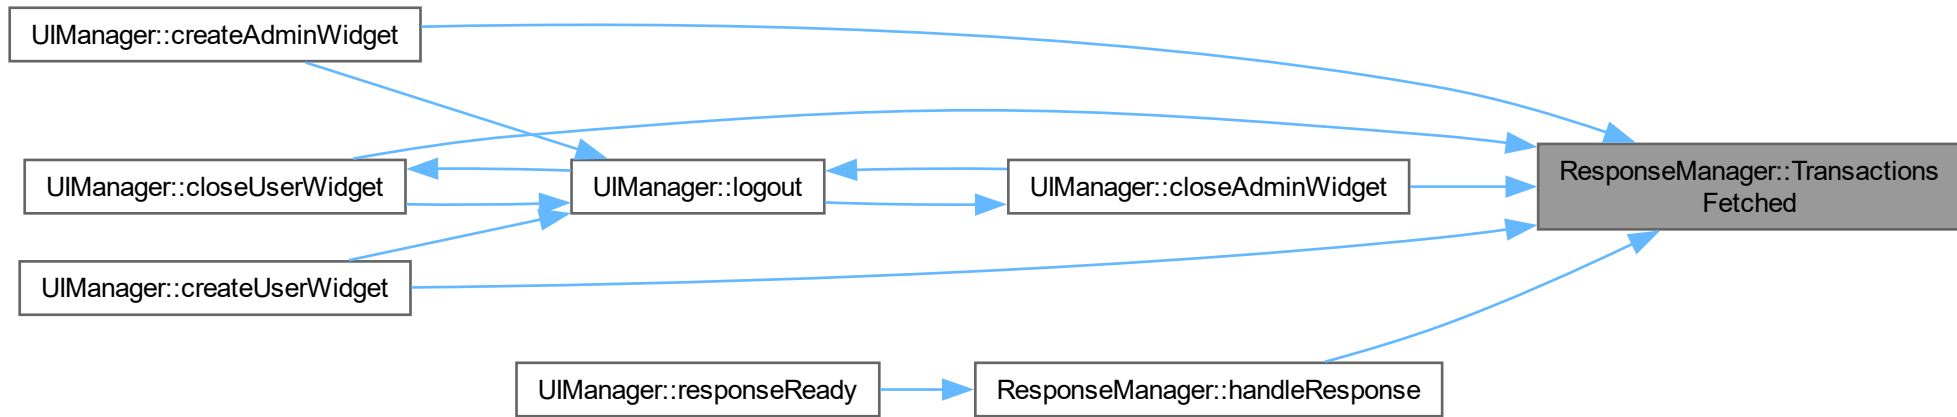 UIManager::createAdminWidget
UIManager::closeUserWidget
UIManager::logout
UIManager::closeAdminWidget
ResponseManager::Transactions
Fetched
UIManager::createUserWidget
UIManager::responseReady
ResponseManager::handleResponse